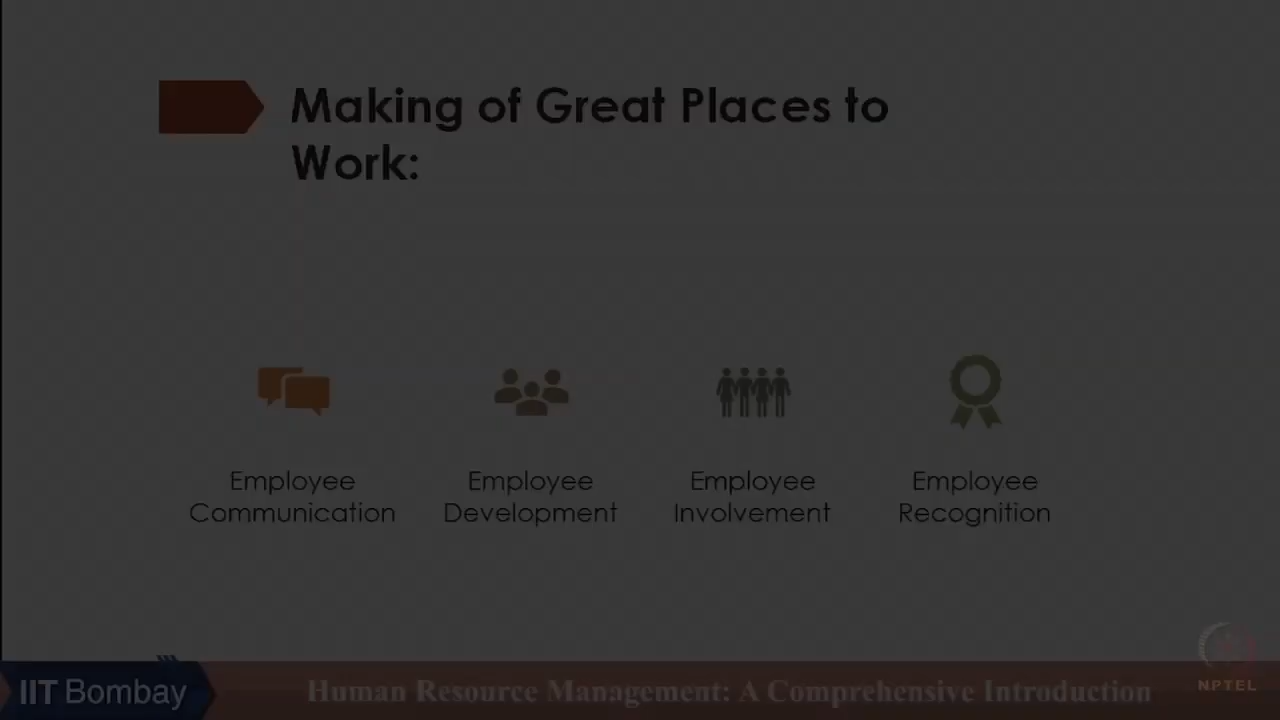 Making of Great Places to
Work:
Employee
Communication
Employee
Development
Employee
Involvement
Employee
Recognition
IIT Bombay
Human Resource Management: A Comprehensive Introduction
NPTEL